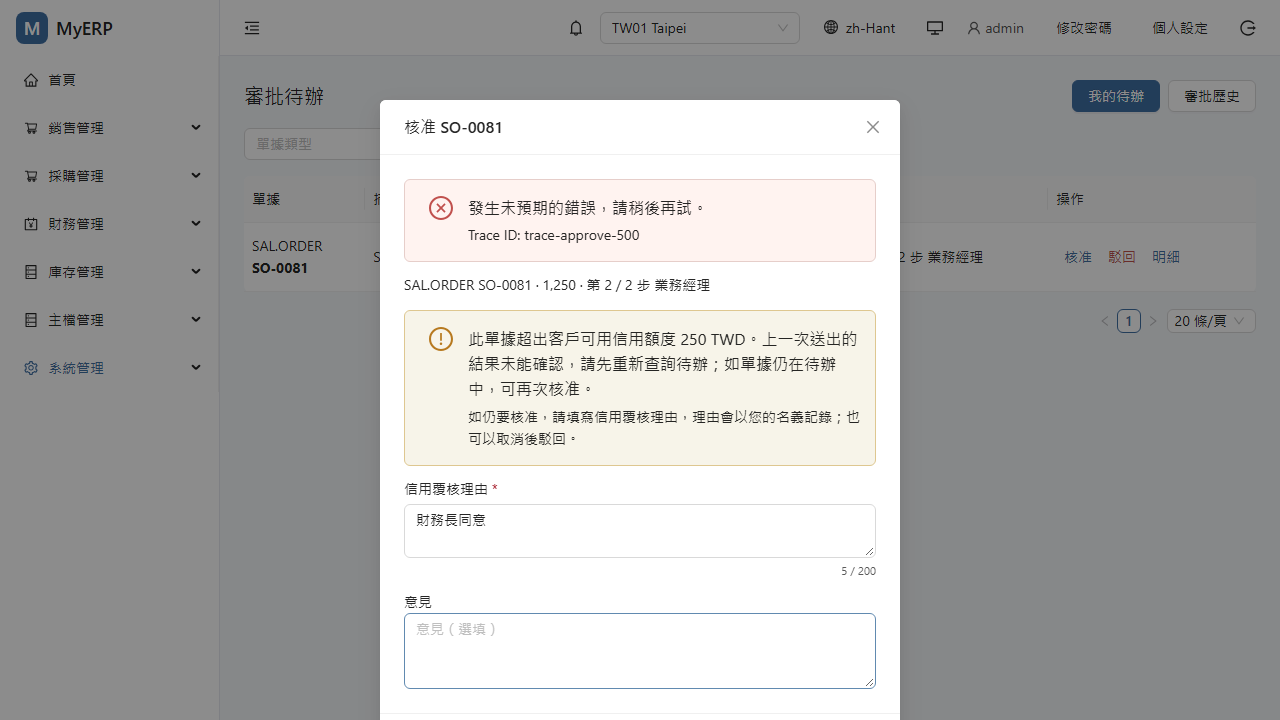 M MyERP
TW01 Taipei
zh-Hant
admin
修改密碼
個人設定
首頁
銷售管理
採購管理
財務管理
庫存管理
主檔管理
系統管理
審批待辦
我的待辦
審批歷史
單據類型
單據
操作
SAL.ORDER
SO-0081
S
2 步 業務經理
核准
駁回
明細
1
20 條/頁
核准 SO-0081
發生未預期的錯誤，請稍後再試。
Trace ID: trace-approve-500
SAL.ORDER SO-0081 · 1,250 · 第 2 / 2 步 業務經理
此單據超出客戶可用信用額度 250 TWD。上一次送出的
結果未能確認，請先重新查詢待辦；如單據仍在待辦
中，可再次核准。
如仍要核准，請填寫信用覆核理由，理由會以您的名義記錄；也
可以取消後駁回。
信用覆核理由 *
財務長同意
5 / 200
意見
意見（選填）